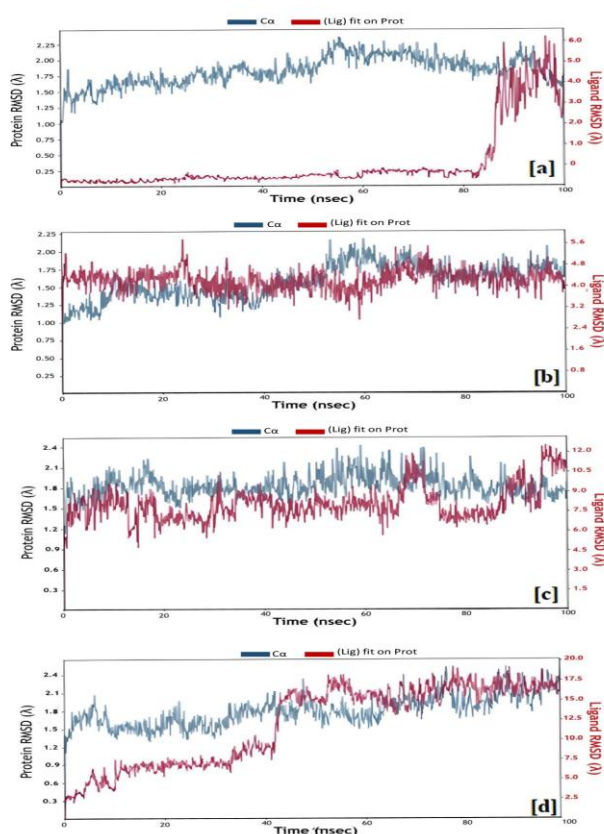 Cα (Lig) fit on Prot
Protein RMSD (λ)
2.25
2.00
1.75
1.50
1.25
1.00
0.75
0.50
0.25
6.0
5.0
4.0
3.0
2.0
1.0
0
Ligand RMSD (λ)
[a]
0 20 40 60 80 100
Time (nsec)
Cα (Lig) fit on Prot
Protein RMSD (λ)
2.25
2.00
1.75
1.50
1.25
1.00
0.75
0.50
0.25
5.6
4.8
4.0
3.2
2.4
1.6
0.8
Ligand RMSD (λ)
[b]
0 20 40 60 80 100
Time (nsec)
Cα (Lig) fit on Prot
Protein RMSD (λ)
2.4
2.1
1.8
1.5
1.2
0.9
0.6
0.3
12.0
10.5
9.0
7.5
6.0
4.5
3.0
1.5
Ligand RMSD (λ)
[c]
0 20 40 60 80 100
Time (nsec)
Cα (Lig) fit on Prot
Protein RMSD (λ)
2.4
2.1
1.8
1.5
1.2
0.9
0.6
0.3
20.0
17.5
15.0
12.5
10.0
7.5
5.0
2.5
Ligand RMSD (λ)
[d]
0 20 40 60 80 100
Time (nsec)